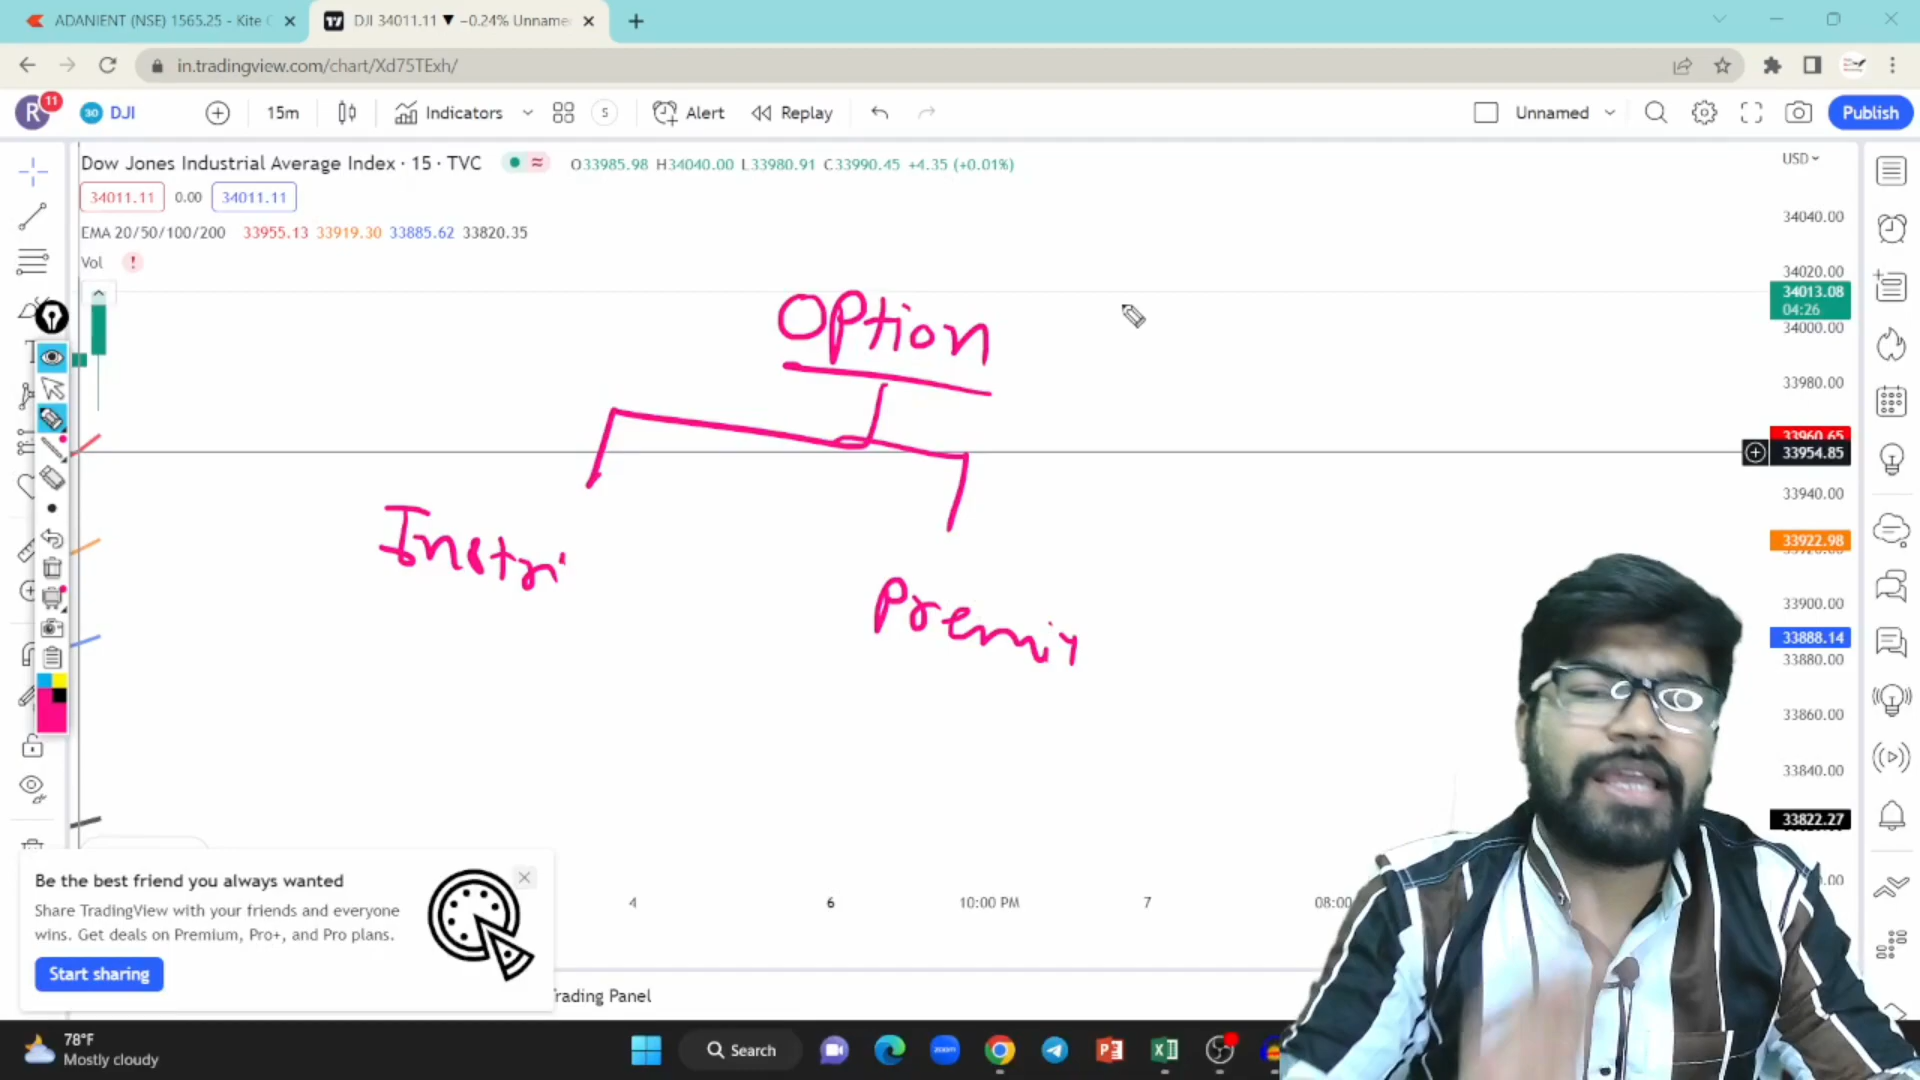 ADANIENT (NSE) 1565.25 - Kite
DJI 34011.11 ▼ −0.24% Unname
in.tradingview.com/chart/Xd75TExh/
R 11 30 DJI 15m Indicators S Alert Replay Unnamed Publish
Dow Jones Industrial Average Index · 15 · TVC O33985.98 H34040.00 L33980.91 C33990.45 +4.35 (+0.01%)
USD
34011.11 0.00 34011.11
EMA 20/50/100/200 33955.13 33919.30 33885.62 33820.35
Vol
34040.00
34020.00
34013.08
04:26
34000.00
33980.00
33960.65
33954.85
33940.00
33922.98
33900.00
33888.14
33880.00
33860.00
33840.00
33822.27
Option
Instri
Premiy
4 6 10:00 PM 7 08:00
Be the best friend you always wanted
Share TradingView with your friends and everyone
wins. Get deals on Premium, Pro+, and Pro plans.
Start sharing
Trading Panel
78°F
Mostly cloudy
Search
zoom